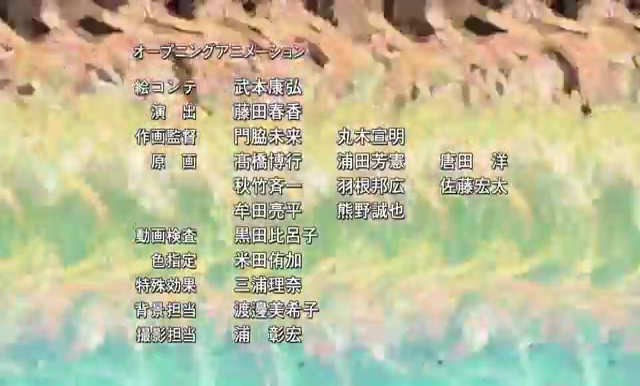 オープニングアニメーション
絵コンテ 武本康弘
演 出 藤田春香
作画監督 門脇未来 丸木宣明
原 画 髙橋博行 浦田芳憲 唐田 洋
秋竹斉一 羽根邦広 佐藤宏太
牟田亮平 熊野誠也
動画検査 黒田比呂子
色指定 米田侑加
特殊効果 三浦理奈
背景担当 渡邊美希子
撮影担当 浦 彰宏